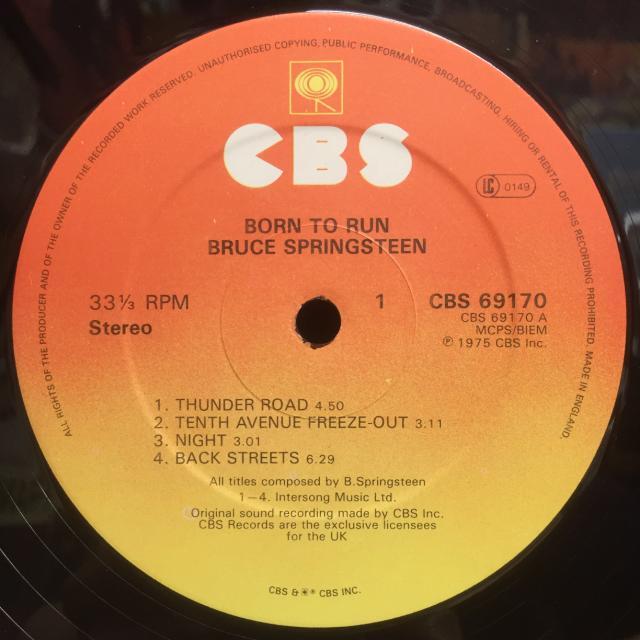 ALL RIGHTS OF THE PRODUCER AND OF THE OWNER OF THE RECORDED WORK RESERVED. UNAUTHORISED COPYING, PUBLIC PERFORMANCE, BROADCASTING, HIRING OR RENTAL OF THIS RECORDING PROHIBITED. MADE IN ENGLAND.
CBS
LC 0149
BORN TO RUN
BRUCE SPRINGSTEEN
33⅓ RPM 1 CBS 69170
Stereo CBS 69170 A
MCPS/BIEM
℗ 1975 CBS Inc.
1. THUNDER ROAD 4.50
2. TENTH AVENUE FREEZE-OUT 3.11
3. NIGHT 3.01
4. BACK STREETS 6.29
All titles composed by B.Springsteen
1—4. Intersong Music Ltd.
Original sound recording made by CBS Inc.
CBS Records are the exclusive licensees
for the UK
CBS & ® CBS INC.